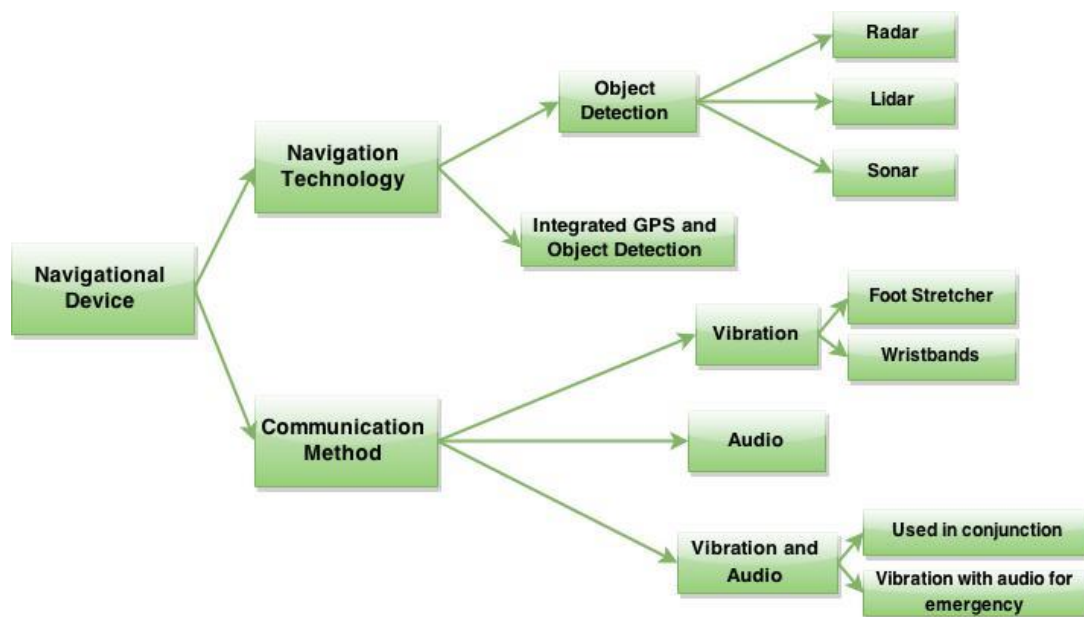 Radar
Object
Detection
Lidar
Navigation
Technology
Sonar
Integrated GPS and
Object Detection
Navigational
Device
Foot Stretcher
Vibration
Wristbands
Communication
Method
Audio
Used in conjunction
Vibration and
Audio
Vibration with audio for
emergency